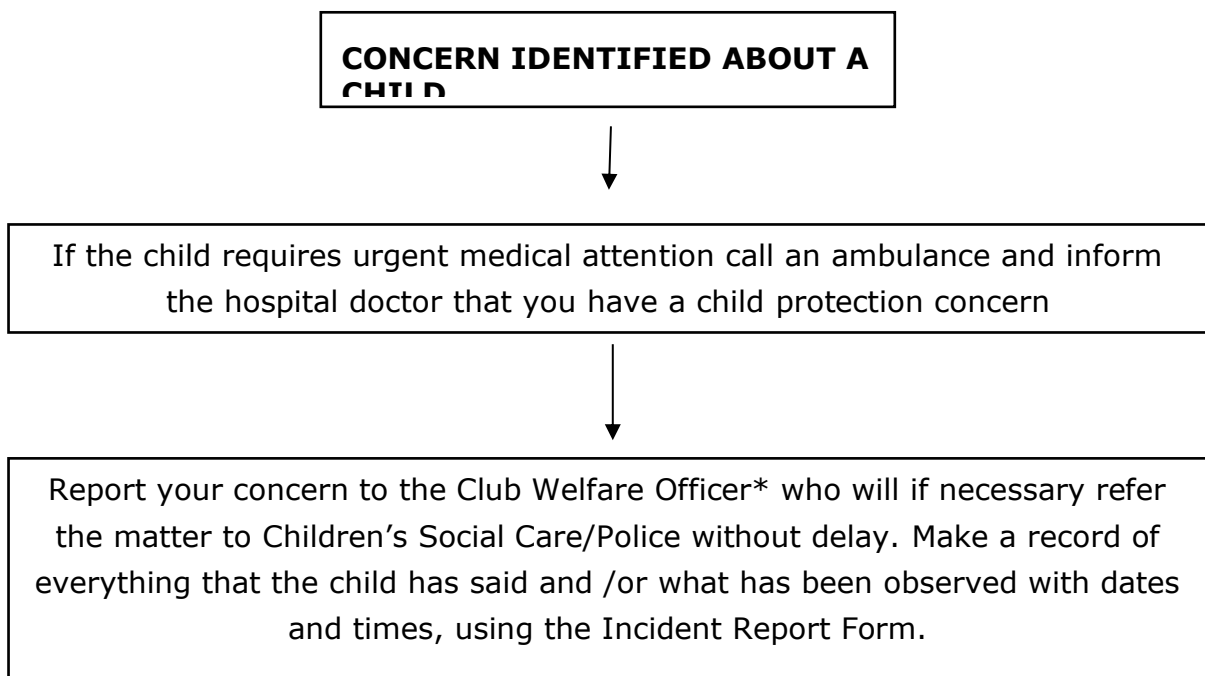 CONCERN IDENTIFIED ABOUT A
CHILD
If the child requires urgent medical attention call an ambulance and inform
the hospital doctor that you have a child protection concern
Report your concern to the Club Welfare Officer* who will if necessary refer
the matter to Children’s Social Care/Police without delay. Make a record of
everything that the child has said and /or what has been observed with dates
and times, using the Incident Report Form.